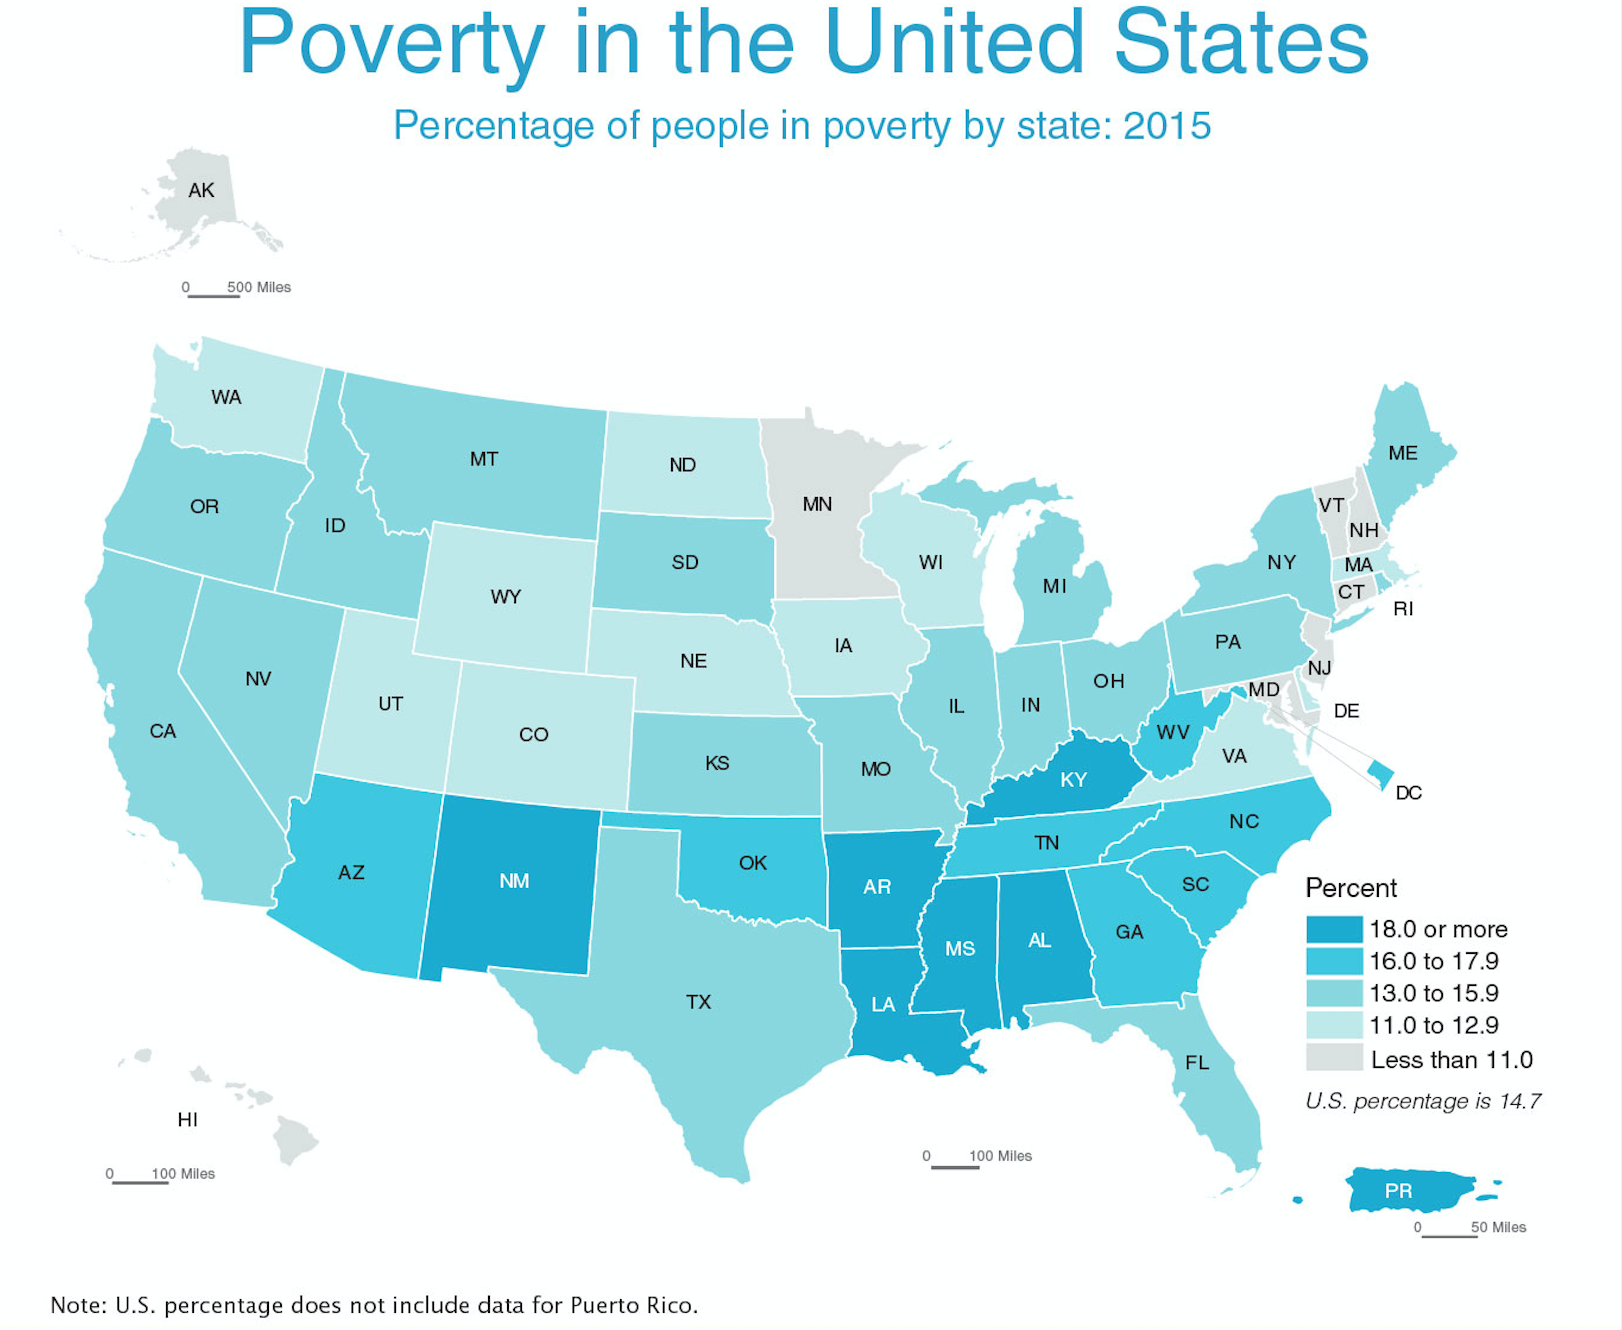 Poverty in the United States
Percentage of people in poverty by state: 2015
AK
0 500 Miles
WA
MT
ND
MN
ME
OR
ID
SD
WI
MI
NY
VT
NH
MA
CT
RI
WY
IA
NE
PA
NJ
NV
UT
CO
CA
IL
IN
OH
MD
DE
WV
VA
KS
MO
KY
DC
NC
TN
AZ
NM
OK
AR
SC
GA
MS
AL
LA
TX
FL
Percent
18.0 or more
16.0 to 17.9
13.0 to 15.9
11.0 to 12.9
Less than 11.0
U.S. percentage is 14.7
HI
0 100 Miles
0 100 Miles
PR
0 50 Miles
Note: U.S. percentage does not include data for Puerto Rico.